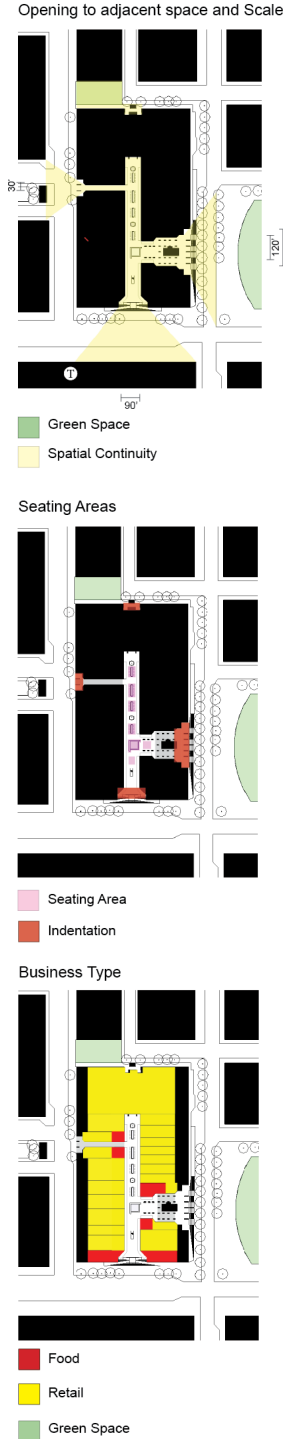 Opening to adjacent space and Scale
30'
120'
T
90'
Green Space
Spatial Continuity
Seating Areas
Seating Area
Indentation
Business Type
Food
Retail
Green Space